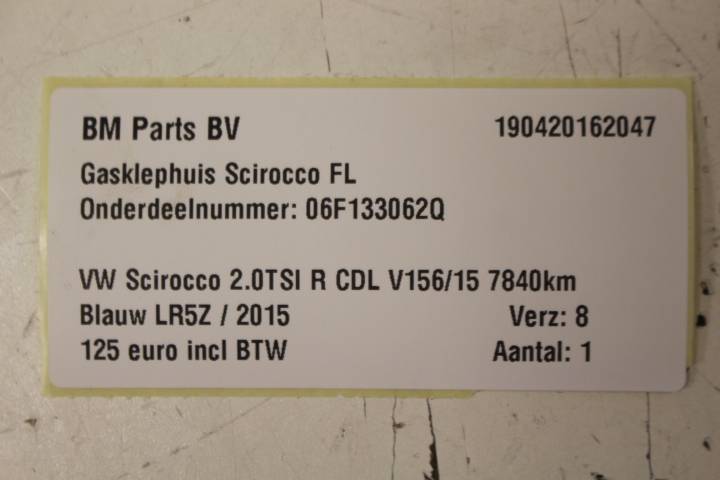 BM Parts BV 190420162047
Gasklephuis Scirocco FL
Onderdeelnummer: 06F133062Q
VW Scirocco 2.0TSI R CDL V156/15 7840km
Blauw LR5Z / 2015 Verz: 8
125 euro incl BTW Aantal: 1